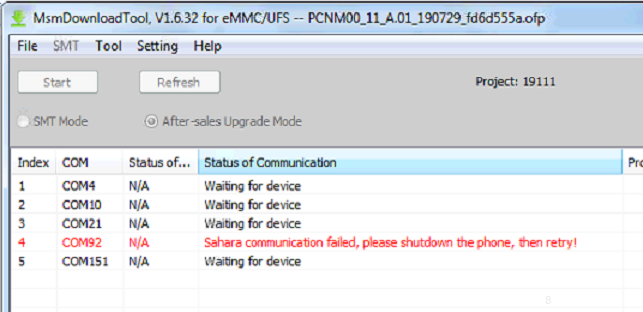 MsmDownloadTool, V1.6.32 for eMMC/UFS -- PCNM00_11_A.01_190729_fd6d555a.ofp
File SMT Tool Setting Help
Start Refresh Project: 19111
SMT Mode After-sales Upgrade Mode
Index COM Status of... Status of Communication Pro
1 COM4 N/A Waiting for device
2 COM10 N/A Waiting for device
3 COM21 N/A Waiting for device
4 COM92 N/A Sahara communication failed, please shutdown the phone, then retry!
5 COM151 N/A Waiting for device
8